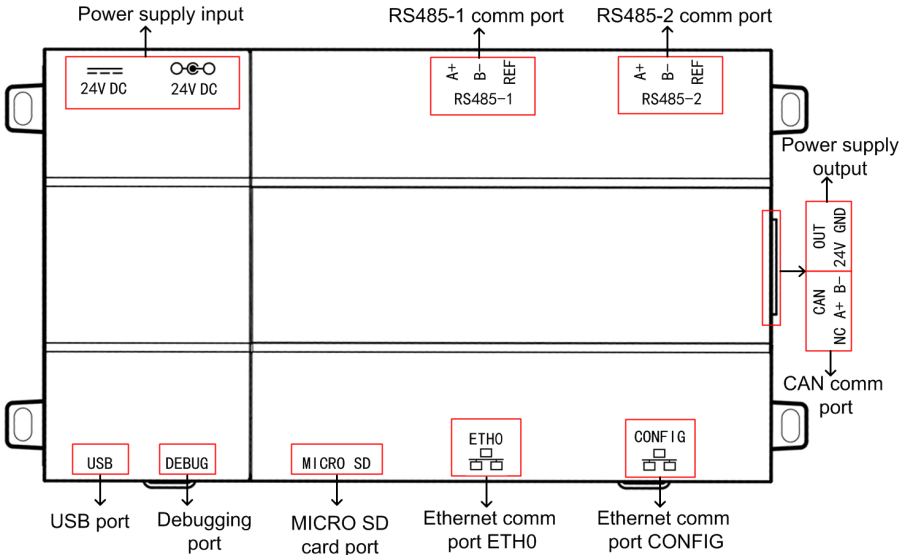 Power supply input
RS485-1 comm port
RS485-2 comm port
24V DC
24V DC
A+
B-
REF
RS485-1
A+
B-
REF
RS485-2
Power supply
output
OUT
24V GND
CAN
NC A+ B-
CAN comm
port
USB
DEBUG
MICRO SD
ETH0
CONFIG
USB port
Debugging
port
MICRO SD
card port
Ethernet comm
port ETH0
Ethernet comm
port CONFIG